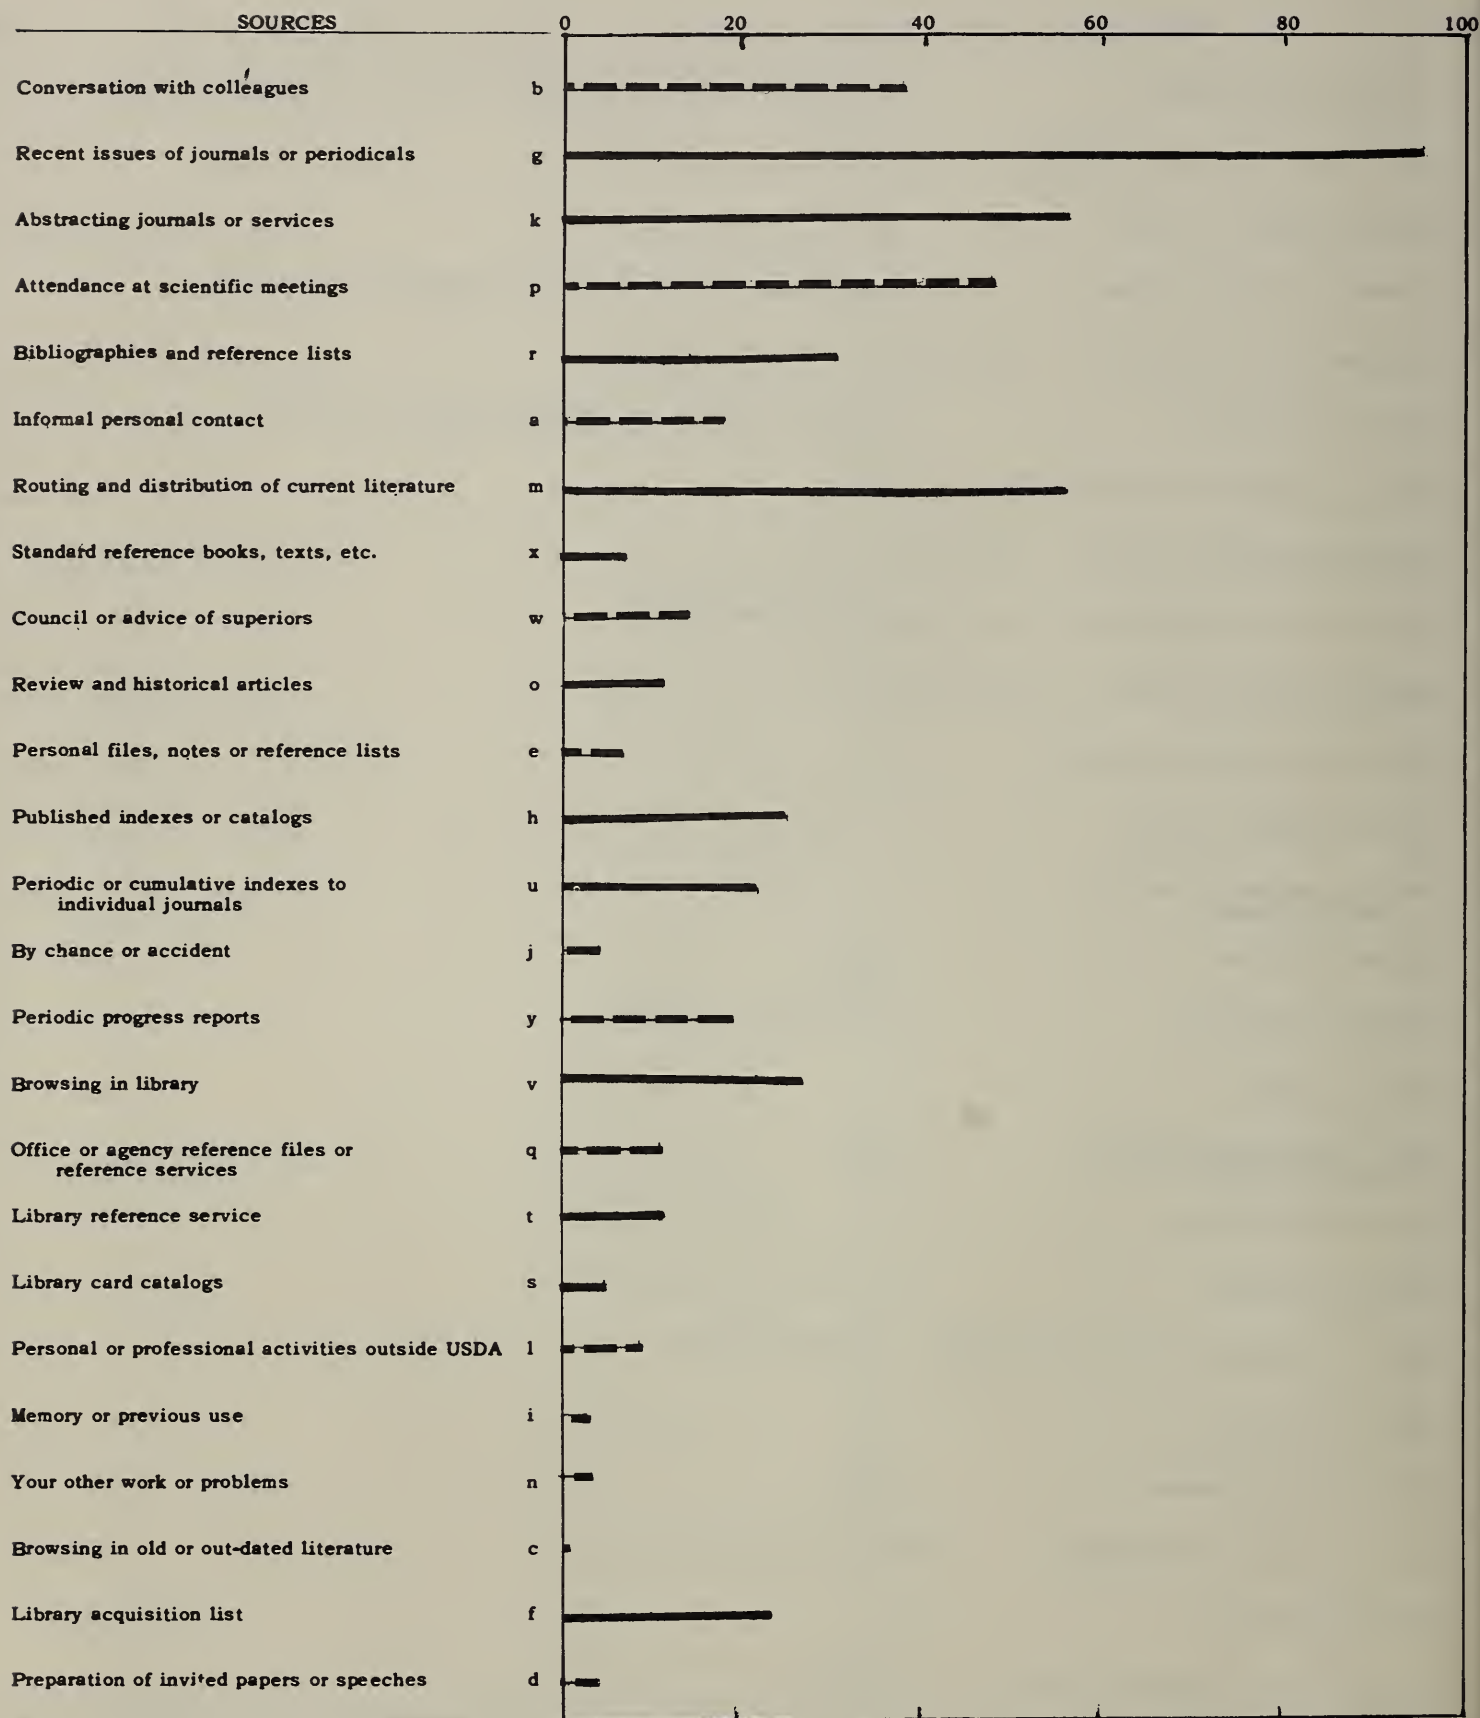 SOURCES 0 20 40 60 80 100
Conversation with colleagues b
Recent issues of journals or periodicals g
Abstracting journals or services k
Attendance at scientific meetings p
Bibliographies and reference lists r
Informal personal contact a
Routing and distribution of current literature m
Standard reference books, texts, etc. x
Council or advice of superiors w
Review and historical articles o
Personal files, notes or reference lists e
Published indexes or catalogs h
Periodic or cumulative indexes to u
individual journals
By chance or accident j
Periodic progress reports y
Browsing in library v
Office or agency reference files or q
reference services
Library reference service t
Library card catalogs s
Personal or professional activities outside USDA l
Memory or previous use i
Your other work or problems n
Browsing in old or out-dated literature c
Library acquisition list f
Preparation of invited papers or speeches d